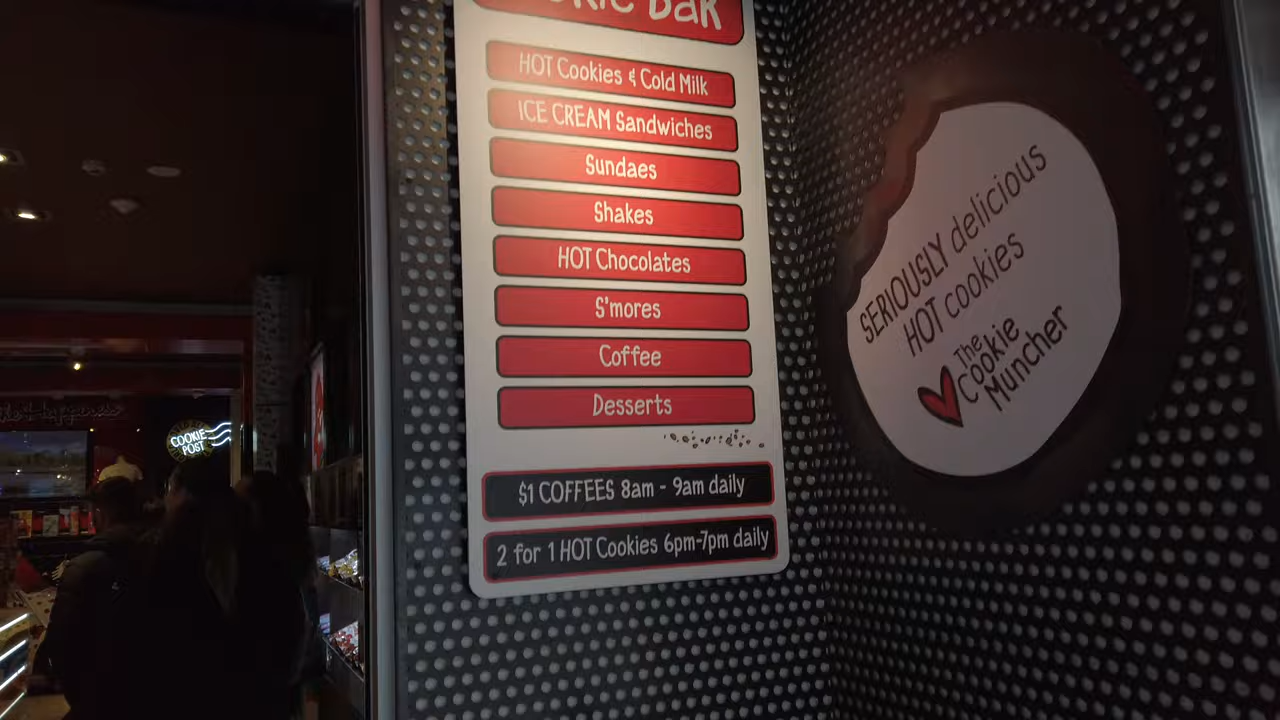 HOT Cookies & Cold Milk
ICE CREAM Sandwiches
Sundaes
Shakes
HOT Chocolates
S'mores
Coffee
Desserts
$1 COFFEES 8am - 9am daily
2 for 1 HOT Cookies 6pm-7pm daily
SERIOUSLY delicious
HOT cookies
The
Cookie
Muncher
COOKIE
POST